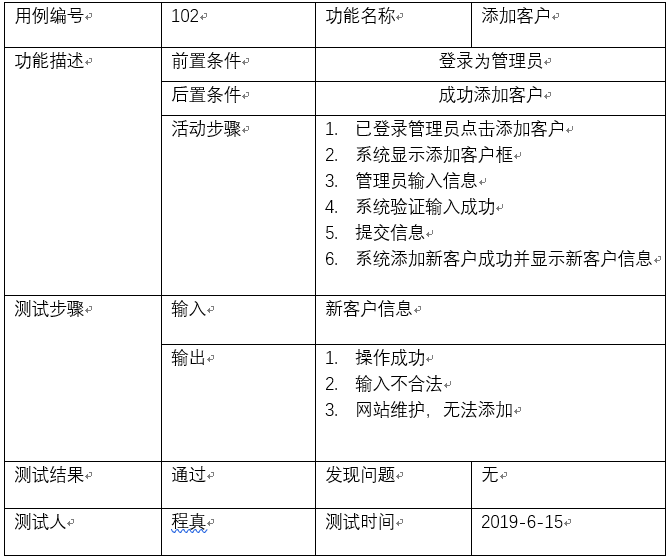 用例编号 102 功能名称 添加客户
功能描述 前置条件 登录为管理员
后置条件 成功添加客户
活动步骤 1. 已登录管理员点击添加客户
2. 系统显示添加客户框
3. 管理员输入信息
4. 系统验证输入成功
5. 提交信息
6. 系统添加新客户成功并显示新客户信息
测试步骤 输入 新客户信息
输出 1. 操作成功
2. 输入不合法
3. 网站维护，无法添加
测试结果 通过 发现问题 无
测试人 程真 测试时间 2019-6-15